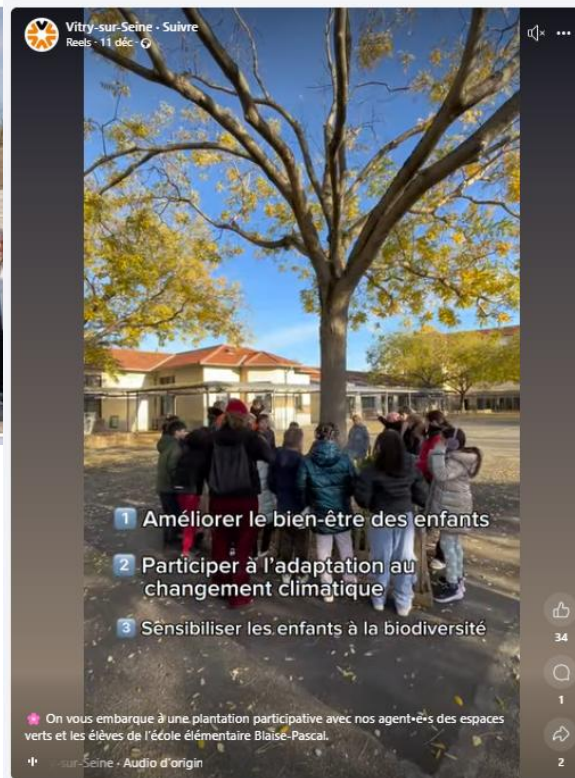 Vitry-sur-Seine · Suivre
Reels · 11 déc ·
1 Améliorer le bien-être des enfants
2 Participer à l'adaptation au
changement climatique
3 Sensibiliser les enfants à la biodiversité
34
1
2
On vous embarque à une plantation participative avec nos agent•e•s des espaces
verts et les élèves de l'école élémentaire Blaise-Pascal.
-sur-Seine · Audio d'origin